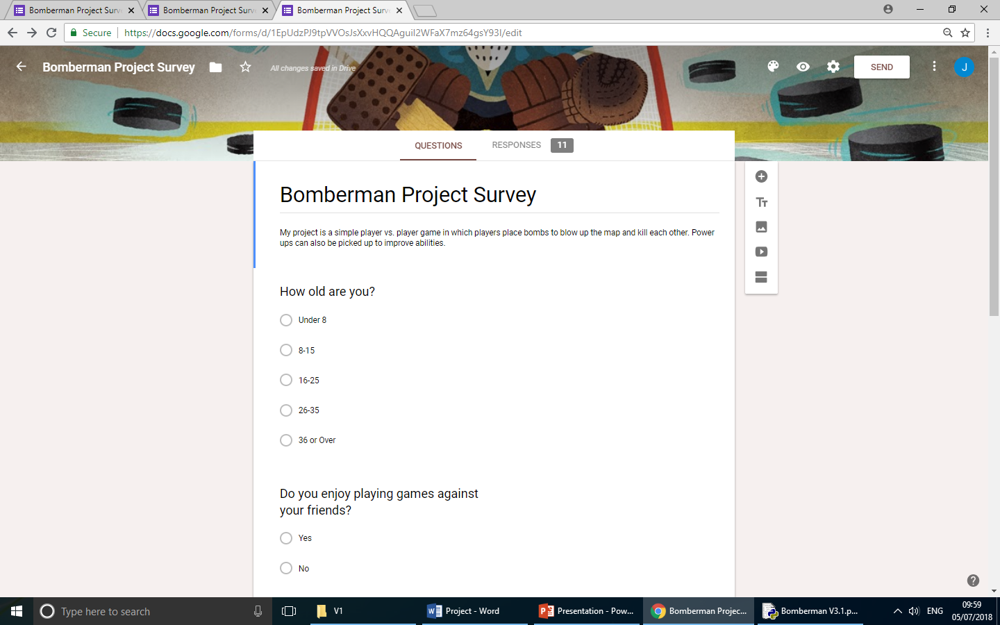 Bomberman Project Surv
Bomberman Project Surv
Bomberman Project Surv
Secure
https://docs.google.com/forms/d/1EpUdzPJ9tpVVOsJsXxvHQQAguil2WFaX7mz64gsY93I/edit
Bomberman Project Survey
All changes saved in Drive
SEND
J
QUESTIONS
RESPONSES 11
Bomberman Project Survey
My project is a simple player vs. player game in which players place bombs to blow up the map and kill each other. Power
ups can also be picked up to improve abilities.
How old are you?
Under 8
8-15
16-25
26-35
36 or Over
Do you enjoy playing games against
your friends?
Yes
No
Type here to search
V1
Project - Word
Presentation - Pow...
Bomberman Projec...
Bomberman V3.1.p...
ENG
09:59
05/07/2018